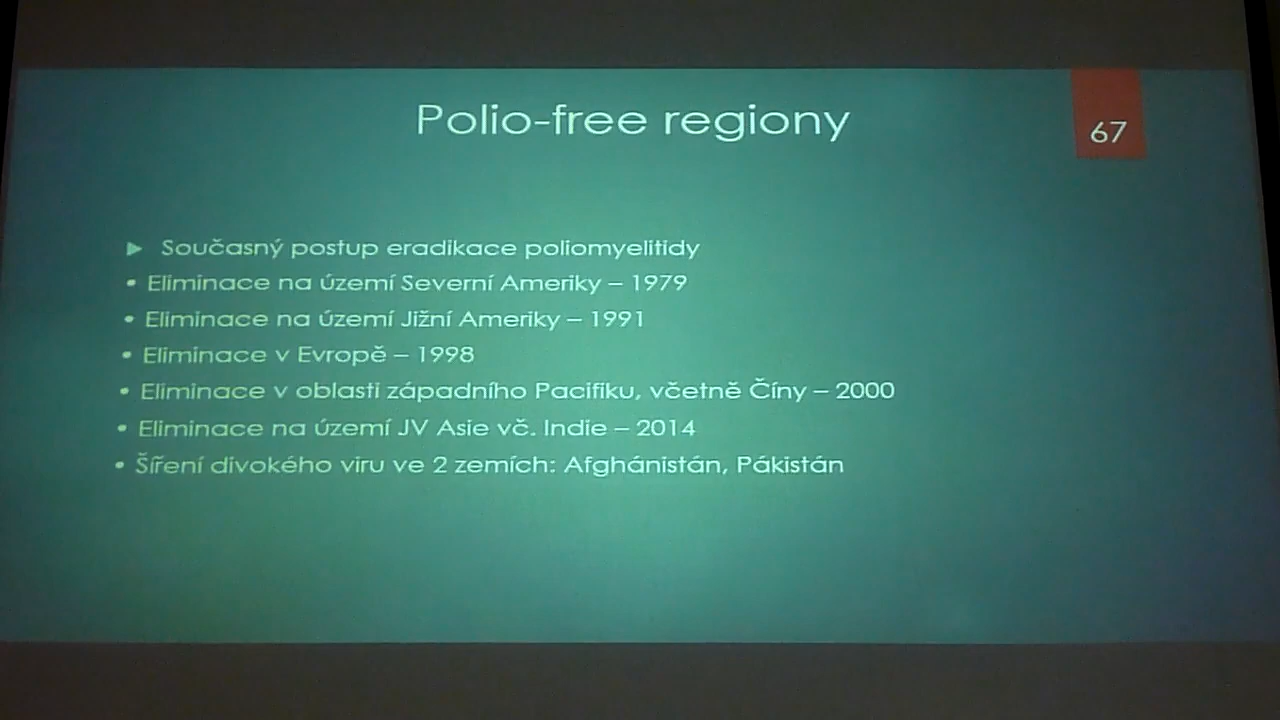 Polio-free regiony
67
► Současný postup eradikace poliomyelitidy
• Eliminace na území Severní Ameriky – 1979
• Eliminace na území Jižní Ameriky – 1991
• Eliminace v Evropě – 1998
• Eliminace v oblasti západního Pacifiku, včetně Číny – 2000
• Eliminace na území JV Asie vč. Indie – 2014
• Šíření divokého viru ve 2 zemích: Afghánistán, Pákistán